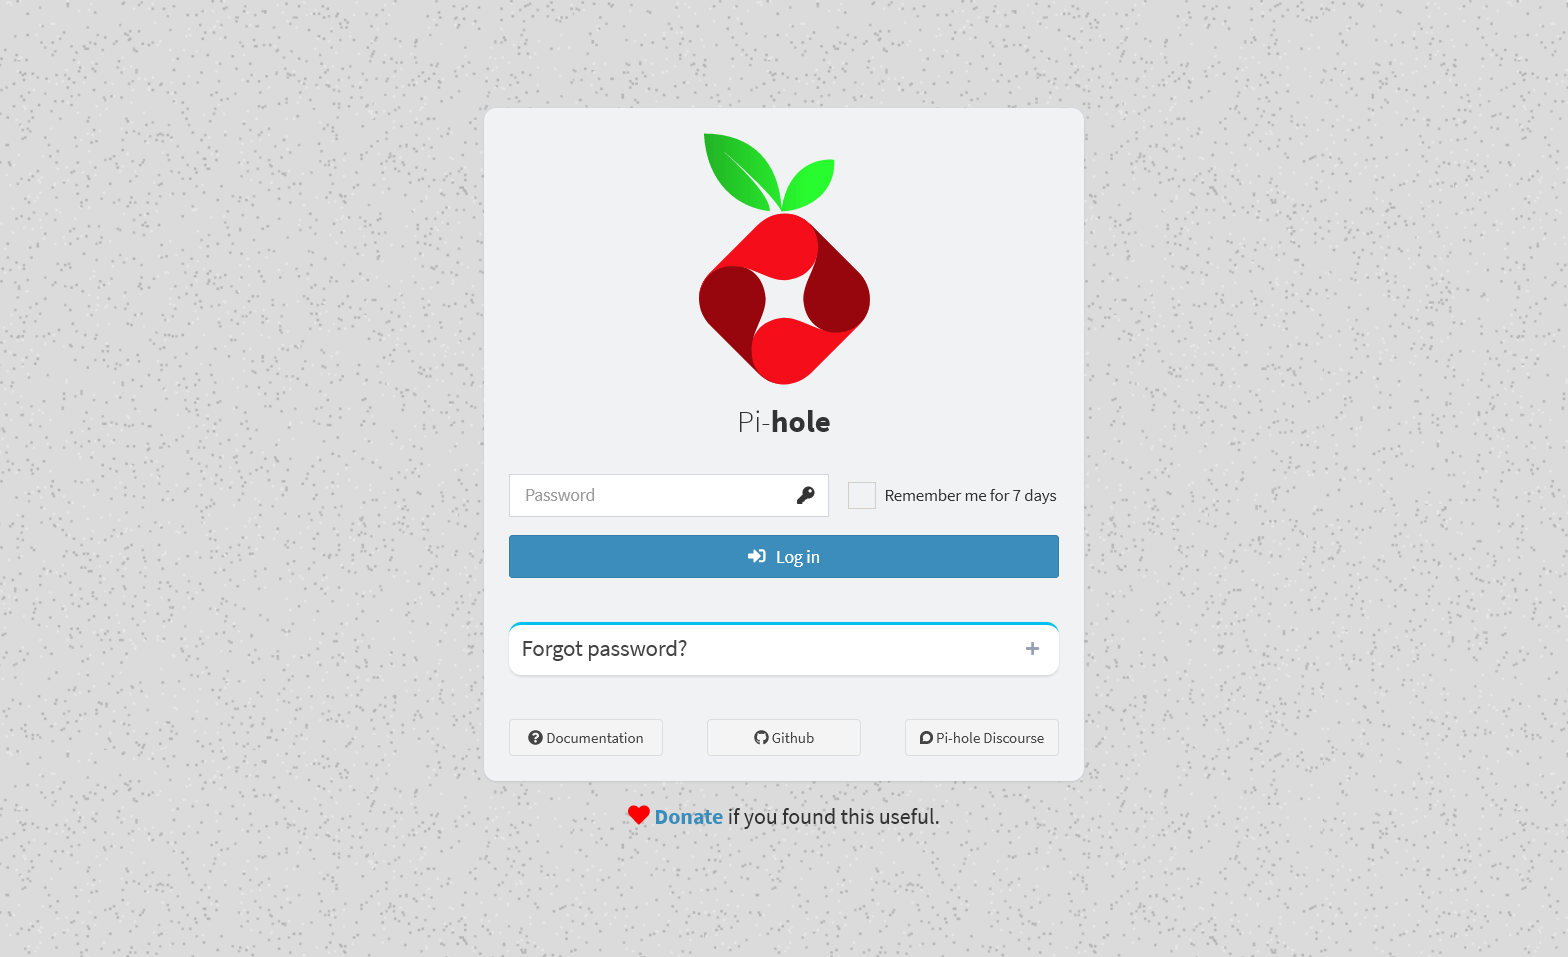 Pi-hole
Password
Remember me for 7 days
Log in
Forgot password?
Documentation
Github
Pi-hole Discourse
Donate if you found this useful.